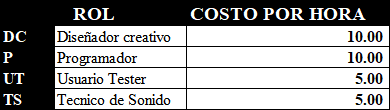 ROL COSTO POR HORA
DC Diseñador creativo 10.00
P Programador 10.00
UT Usuario Tester 5.00
TS Tecnico de Sonido 5.00